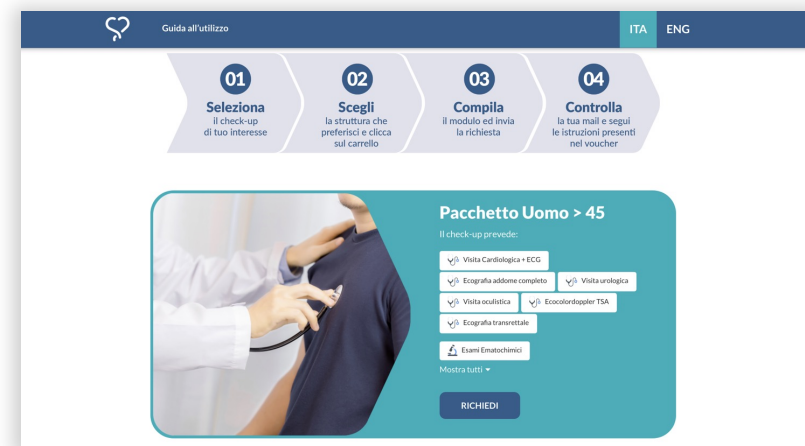 Guida all'utilizzo
ITA
ENG
01
Seleziona
il check-up
di tuo interesse
02
Scegli
la struttura che
preferisci e clicca
sul carrello
03
Compila
il modulo ed invia
la richiesta
04
Controlla
la tua mail e segui
le istruzioni presenti
nel voucher
Pacchetto Uomo > 45
Il check-up prevede:
Visita Cardiologica + ECG
Ecografia addome completo
Visita urologica
Visita oculistica
Ecocolordoppler TSA
Ecografia transrettale
Esami Ematochimici
Mostra tutti
RICHIEDI